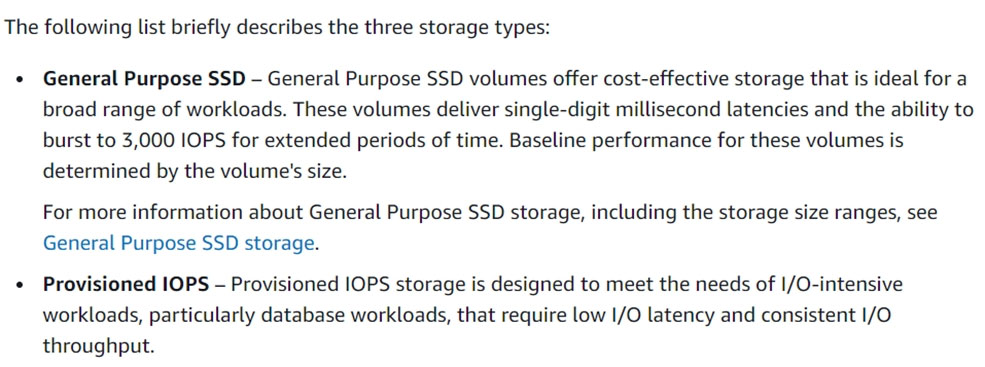 The following list briefly describes the three storage types:
• General Purpose SSD – General Purpose SSD volumes offer cost-effective storage that is ideal for a
broad range of workloads. These volumes deliver single-digit millisecond latencies and the ability to
burst to 3,000 IOPS for extended periods of time. Baseline performance for these volumes is
determined by the volume's size.
For more information about General Purpose SSD storage, including the storage size ranges, see
General Purpose SSD storage.
• Provisioned IOPS – Provisioned IOPS storage is designed to meet the needs of I/O-intensive
workloads, particularly database workloads, that require low I/O latency and consistent I/O
throughput.